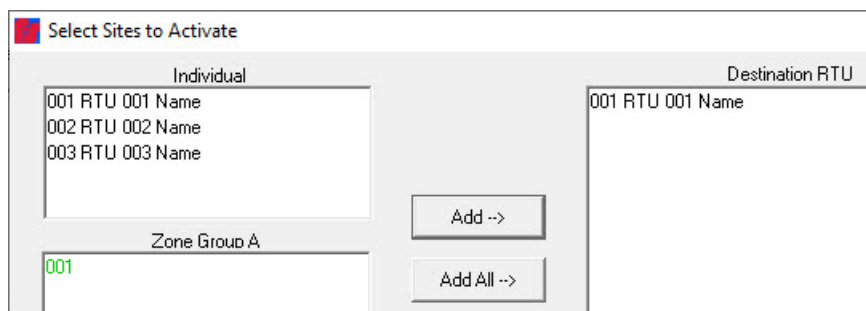 Select Sites to Activate
Individual
001 RTU 001 Name
002 RTU 002 Name
003 RTU 003 Name
Zone Group A
001
Add -->
Add All -->
Destination RTU
001 RTU 001 Name